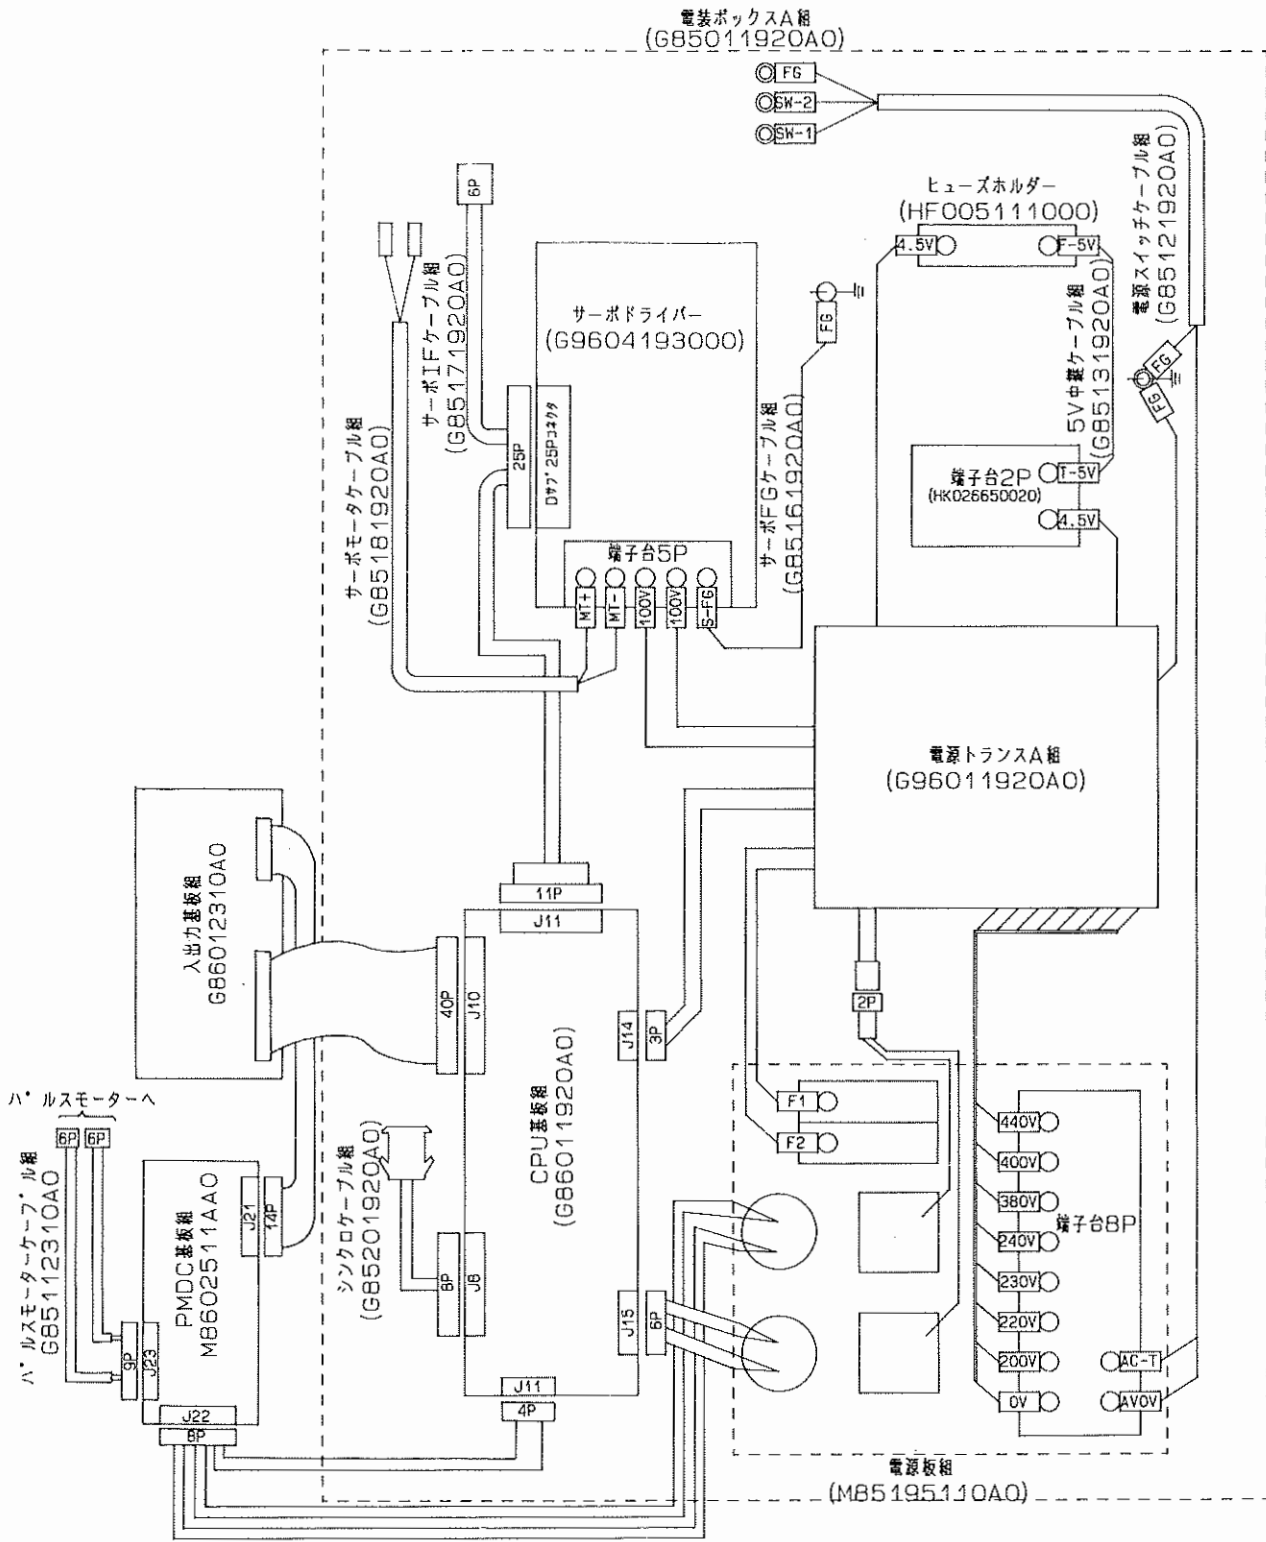 電装ボックスA組
(G85011920A0)
FG
SW-2
SW-1
6P
ヒューズホルダー
(HF005111000)
4.5V
F-5V
電源スイッチケーブル組
(G85121920A0)
サーボIFケーブル組
(G85171920A0)
サーボドライバー
(G9604193000)
FG
5V中継ケーブル組
(G85131920A0)
FG
FG
サーボモータケーブル組
(G85181920A0)
25P
Dサブ25Pコネクタ
サーボFGケーブル組
(G85161920A0)
端子台2P
(HK026650020)
T-5V
4.5V
端子台5P
MT+
MT-
100V
100V
S-FG
電源トランスA組
(G96011920A0)
入出力基板組
G86012310A0
11P
J11
40P
J10
J14
3P
2P
CPU基板組
(G86011920A0)
パルスモーターへ
6P
6P
パルスモーターケーブル組
G85112310A0
PMDC基板組
M8602511AA0
J21
14P
シンクロケーブル組
(G85201920A0)
8P
J8
F1
F2
440V
400V
380V
240V
230V
220V
200V
0V
端子台8P
AC-T
AV0V
J15
6P
9P
J23
J22
8P
J11
4P
電源板組
(M85195110A0)